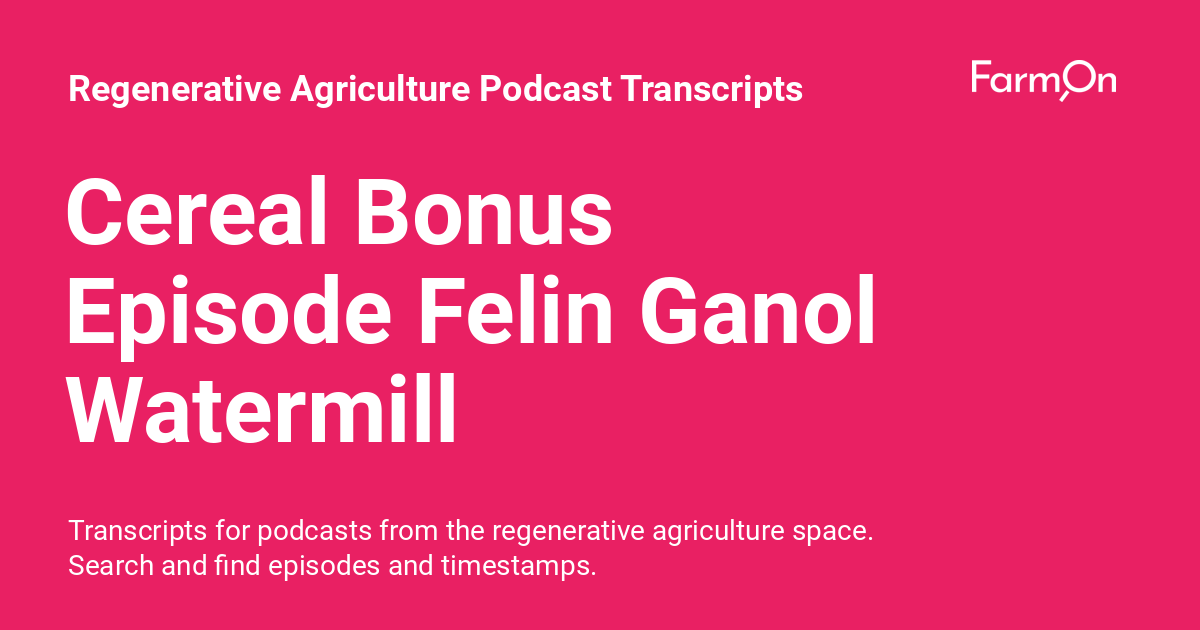 Regenerative Agriculture Podcast Transcripts
FarmOn
Cereal Bonus
Episode Felin Ganol
Watermill
Transcripts for podcasts from the regenerative agriculture space.
Search and find episodes and timestamps.